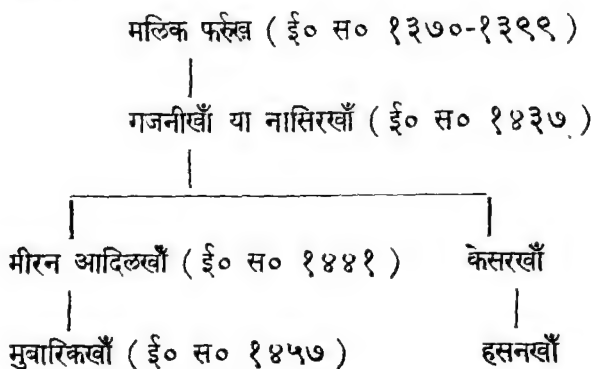 मलिक फर्रुख ( ई० स० १३७०-१३९९ )
गजनीखाँ या नासिरखाँ ( ई० स० १४३७ )
मीरन आदिलखाँ ( ई० स० १४४१ ) केसरखाँ
मुबारिकखाँ ( ई० स० १४५७ ) हसनखाँ